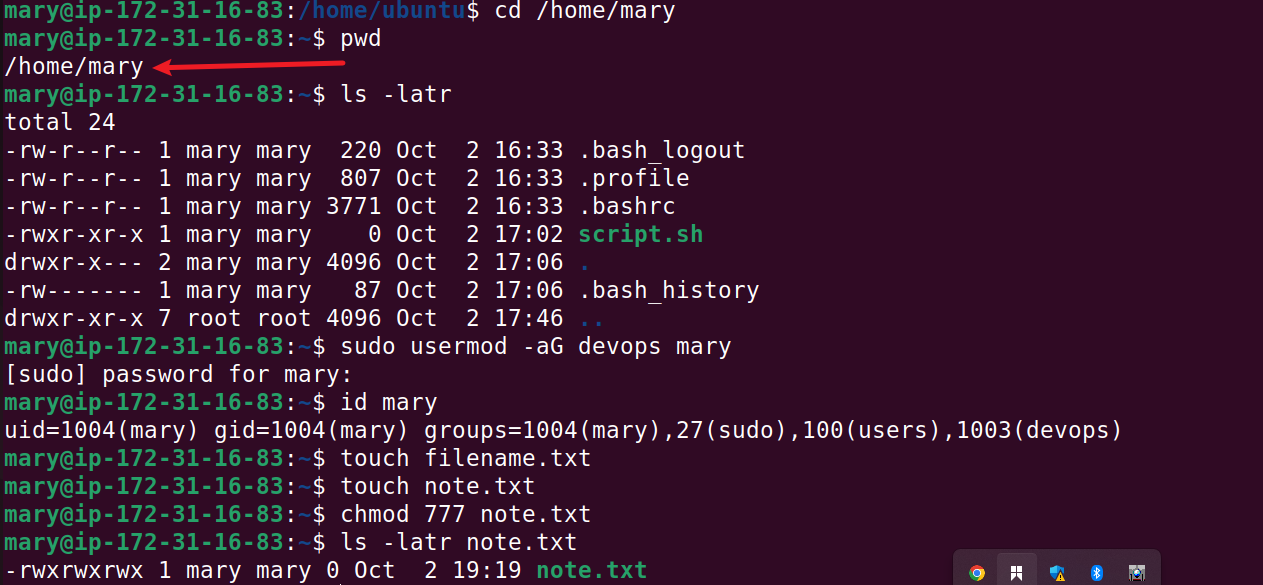 mary@ip-172-31-16-83:/home/ubuntu$ cd /home/mary
mary@ip-172-31-16-83:~$ pwd
/home/mary
mary@ip-172-31-16-83:~$ ls -latr
total 24
-rw-r--r-- 1 mary mary  220 Oct  2 16:33 .bash_logout
-rw-r--r-- 1 mary mary  807 Oct  2 16:33 .profile
-rw-r--r-- 1 mary mary 3771 Oct  2 16:33 .bashrc
-rwxr-xr-x 1 mary mary    0 Oct  2 17:02 script.sh
drwxr-x--- 2 mary mary 4096 Oct  2 17:06 .
-rw------- 1 mary mary   87 Oct  2 17:06 .bash_history
drwxr-xr-x 7 root root 4096 Oct  2 17:46 ..
mary@ip-172-31-16-83:~$ sudo usermod -aG devops mary
[sudo] password for mary:
mary@ip-172-31-16-83:~$ id mary
uid=1004(mary) gid=1004(mary) groups=1004(mary),27(sudo),100(users),1003(devops)
mary@ip-172-31-16-83:~$ touch filename.txt
mary@ip-172-31-16-83:~$ touch note.txt
mary@ip-172-31-16-83:~$ chmod 777 note.txt
mary@ip-172-31-16-83:~$ ls -latr note.txt
-rwxrwxrwx 1 mary mary 0 Oct  2 19:19 note.txt